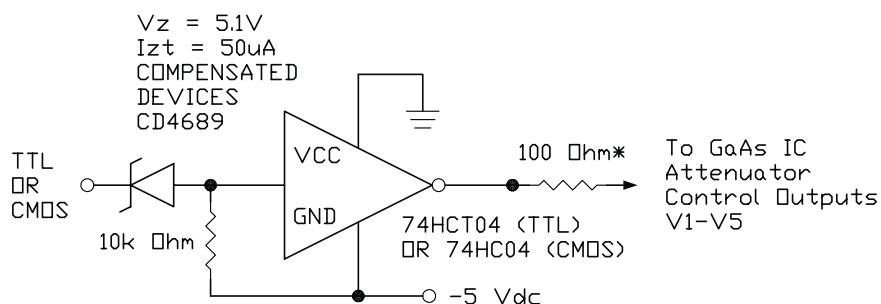 Vz = 5.1V
Izt = 50uA
COMPENSATED
DEVICES
CD4689
TTL
OR
CMOS
10k Ohm
VCC
GND
100 Ohm*
74HCT04 (TTL)
OR 74HC04 (CMOS)
-5 Vdc
To GaAs IC
Attenuator
Control Outputs
V1-V5